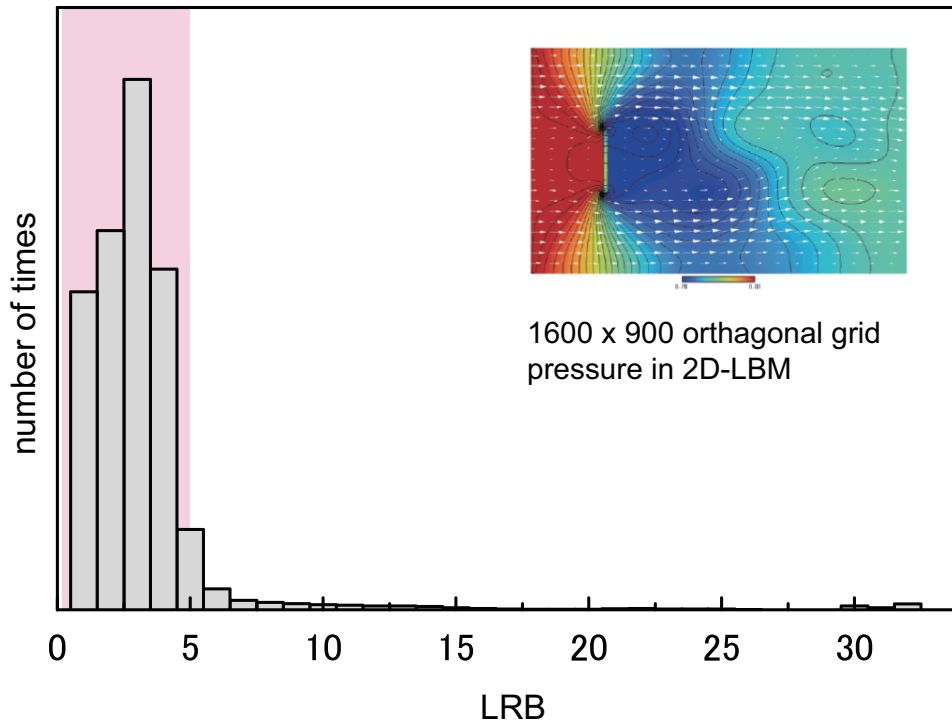 number of times
1600 x 900 orthagonal grid
pressure in 2D-LBM
0 5 10 15 20 25 30
LRB